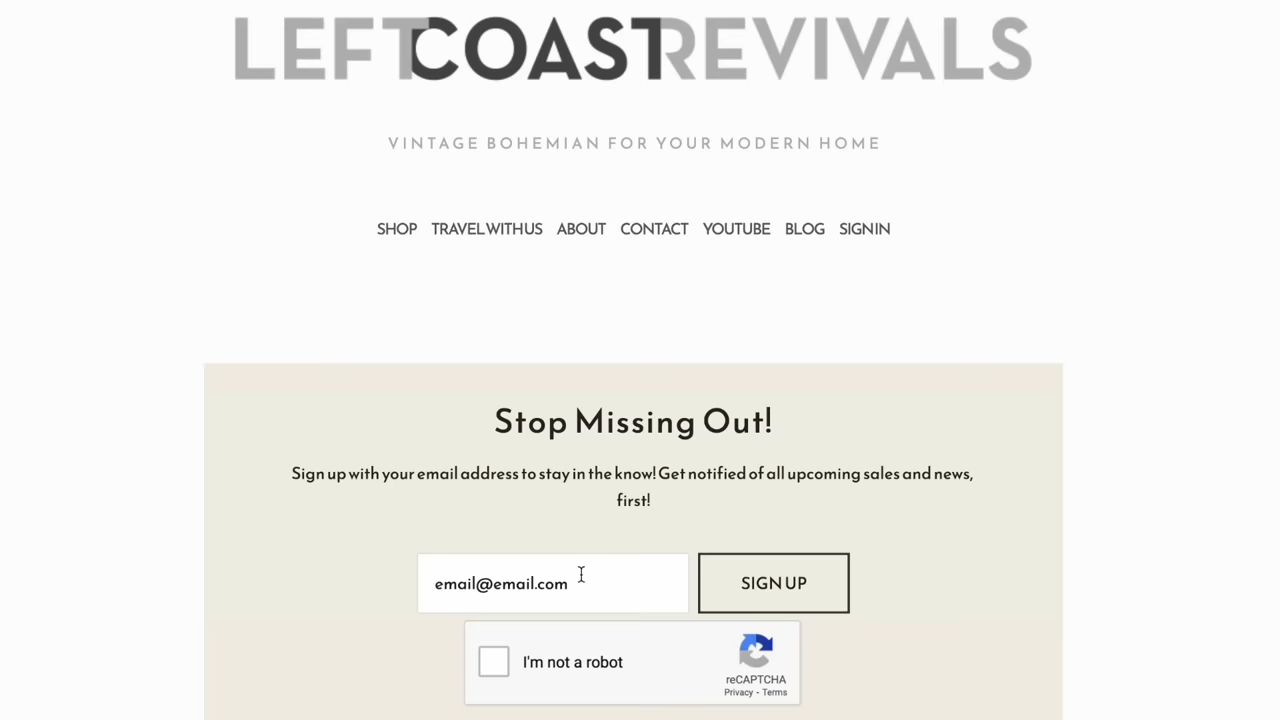 LEFTCOASTREVIVALS
VINTAGE BOHEMIAN FOR YOUR MODERN HOME
SHOP TRAVEL WITH US ABOUT CONTACT YOUTUBE BLOG SIGN IN
Stop Missing Out!
Sign up with your email address to stay in the know! Get notified of all upcoming sales and news,
first!
email@email.com SIGN UP
I'm not a robot
reCAPTCHA
Privacy - Terms